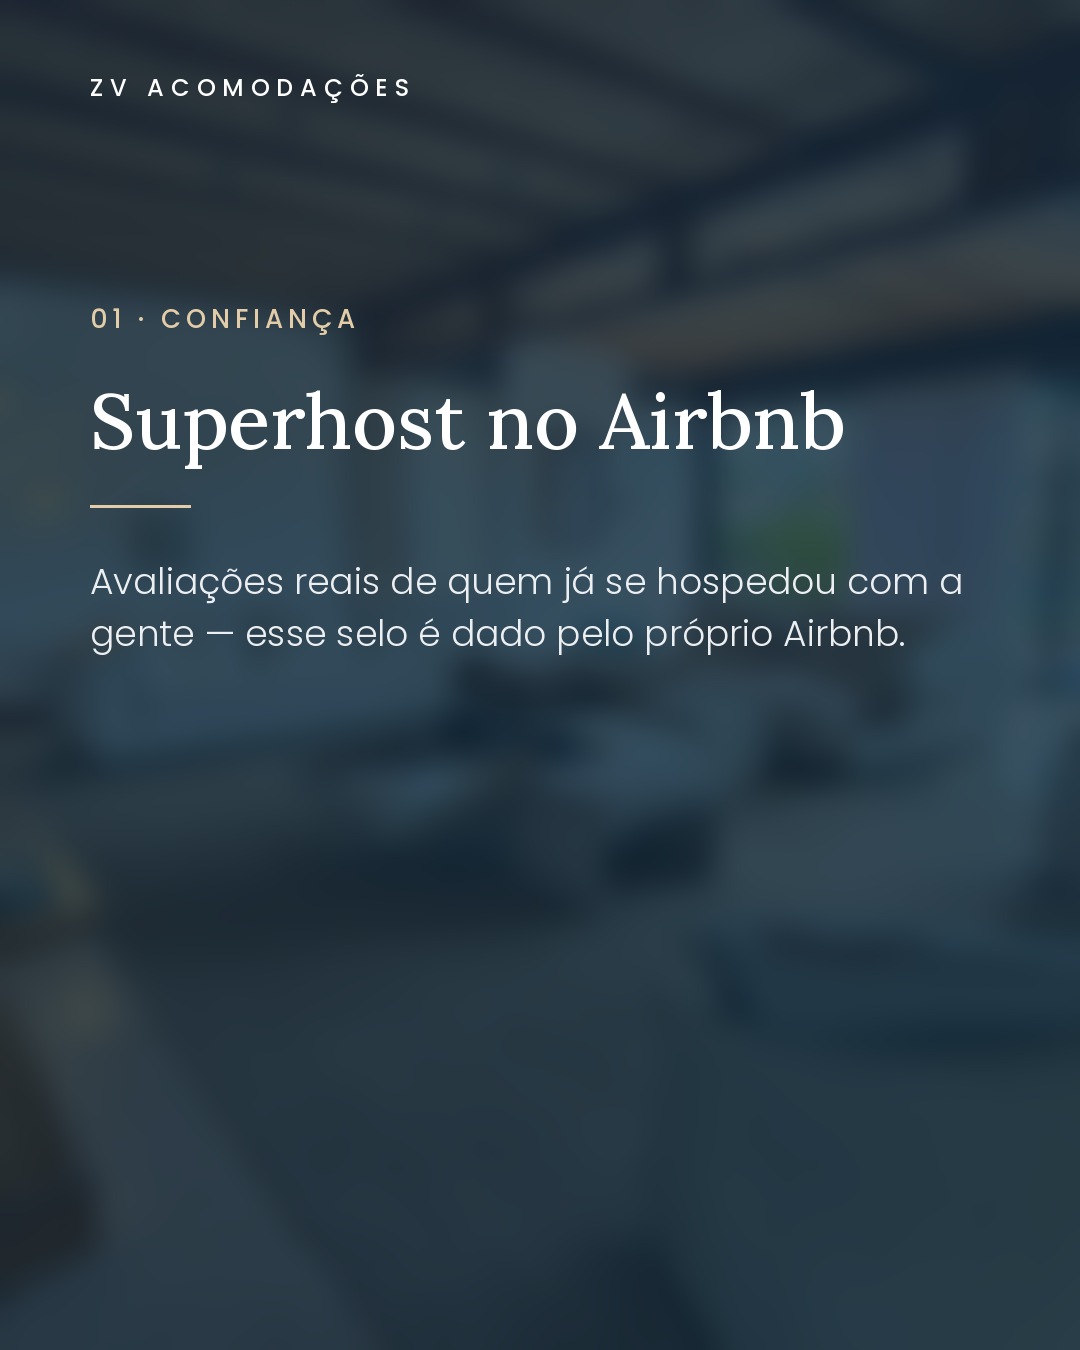 ZV ACOMODAÇÕES
01 · CONFIANÇA
Superhost no Airbnb
Avaliações reais de quem já se hospedou com a
gente — esse selo é dado pelo próprio Airbnb.